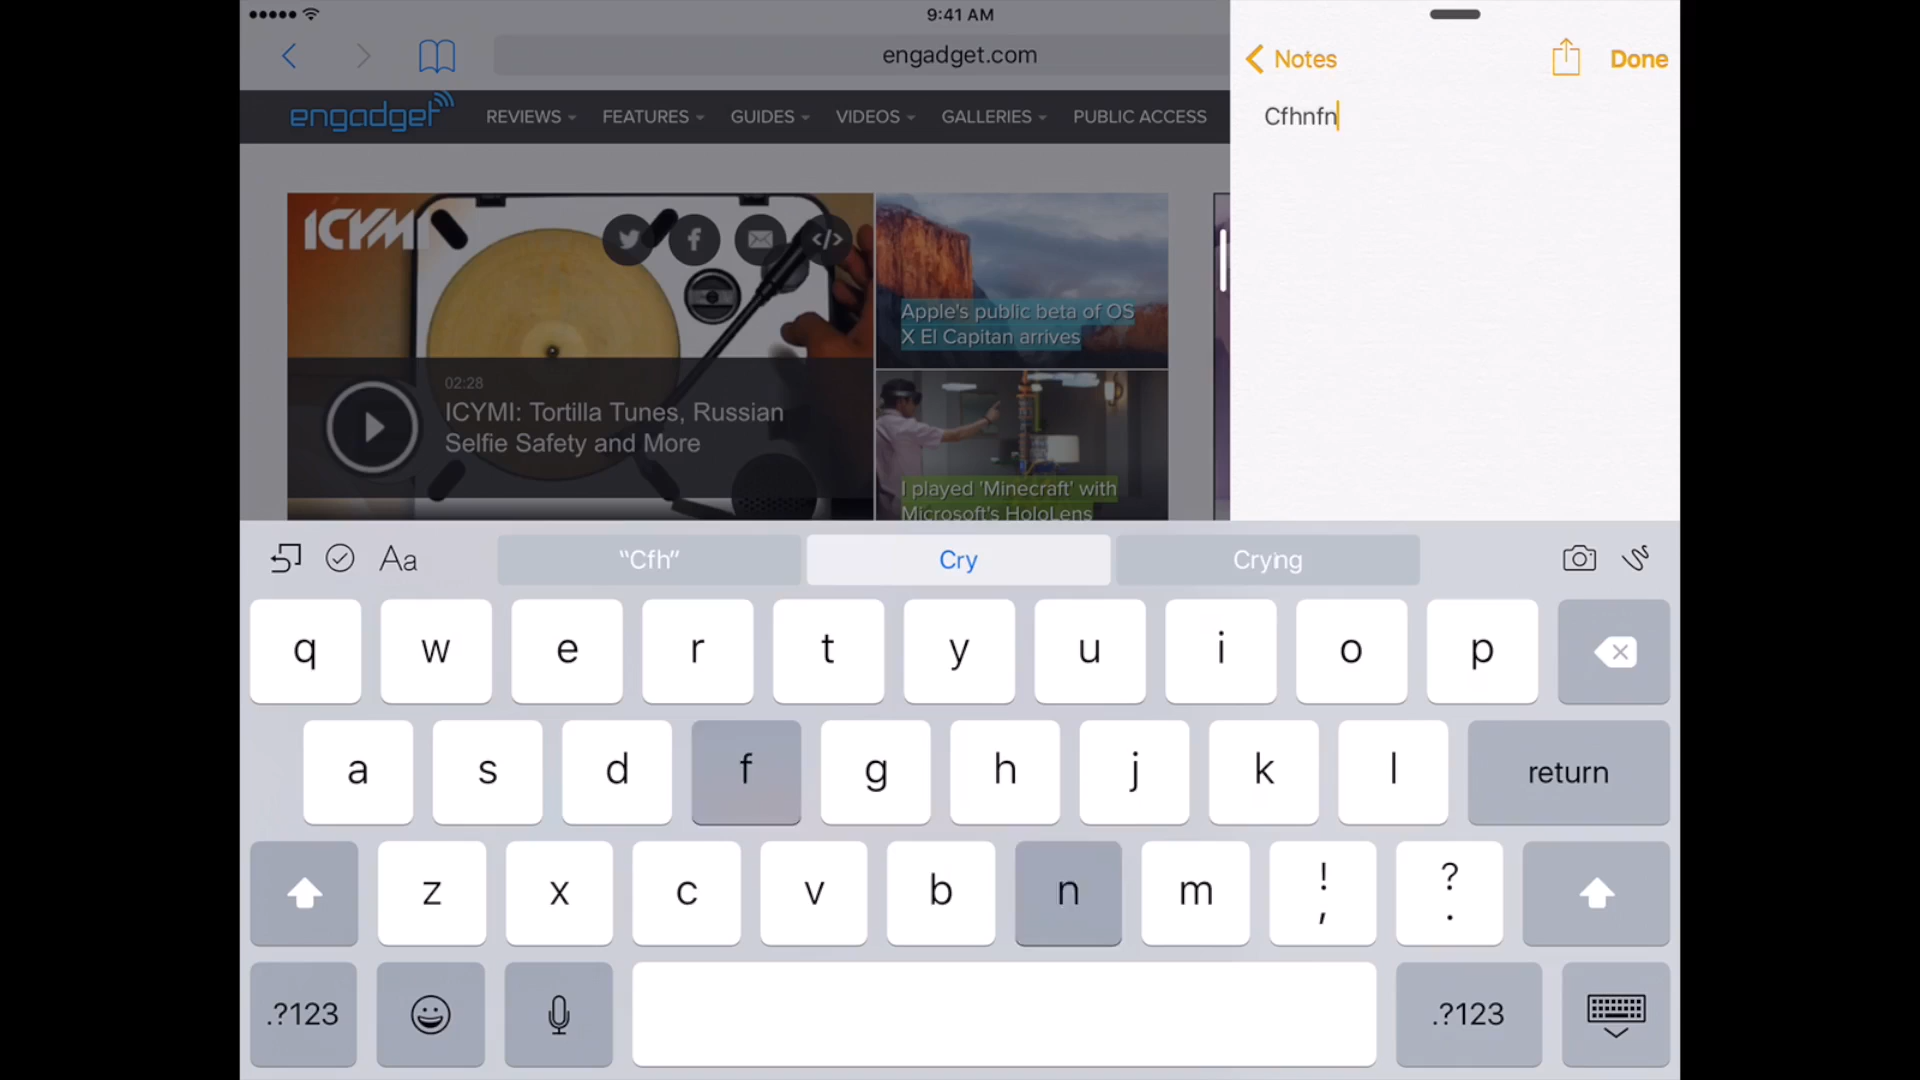 9:41 AM
engadget.com
Notes
Done
engadget
REVIEWS
FEATURES
GUIDES
VIDEOS
GALLERIES
PUBLIC ACCESS
Cfhnfn
ICYMI
</>
Apple's public beta of OS
X El Capitan arrives
02:28
ICYMI: Tortilla Tunes, Russian
Selfie Safety and More
I played 'Minecraft' with
Microsoft's HoloLens
Aa
“Cfh”
Cry
Crying
q w e r t y u i o p
a s d f g h j k l return
z x c v b n m ! , ? .
.?123
.?123